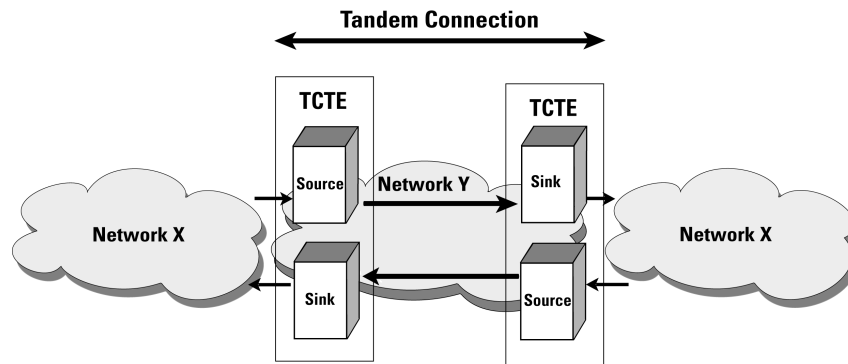 Tandem Connection
TCTE
TCTE
Source
Network Y
Sink
Network X
Network X
Sink
Source